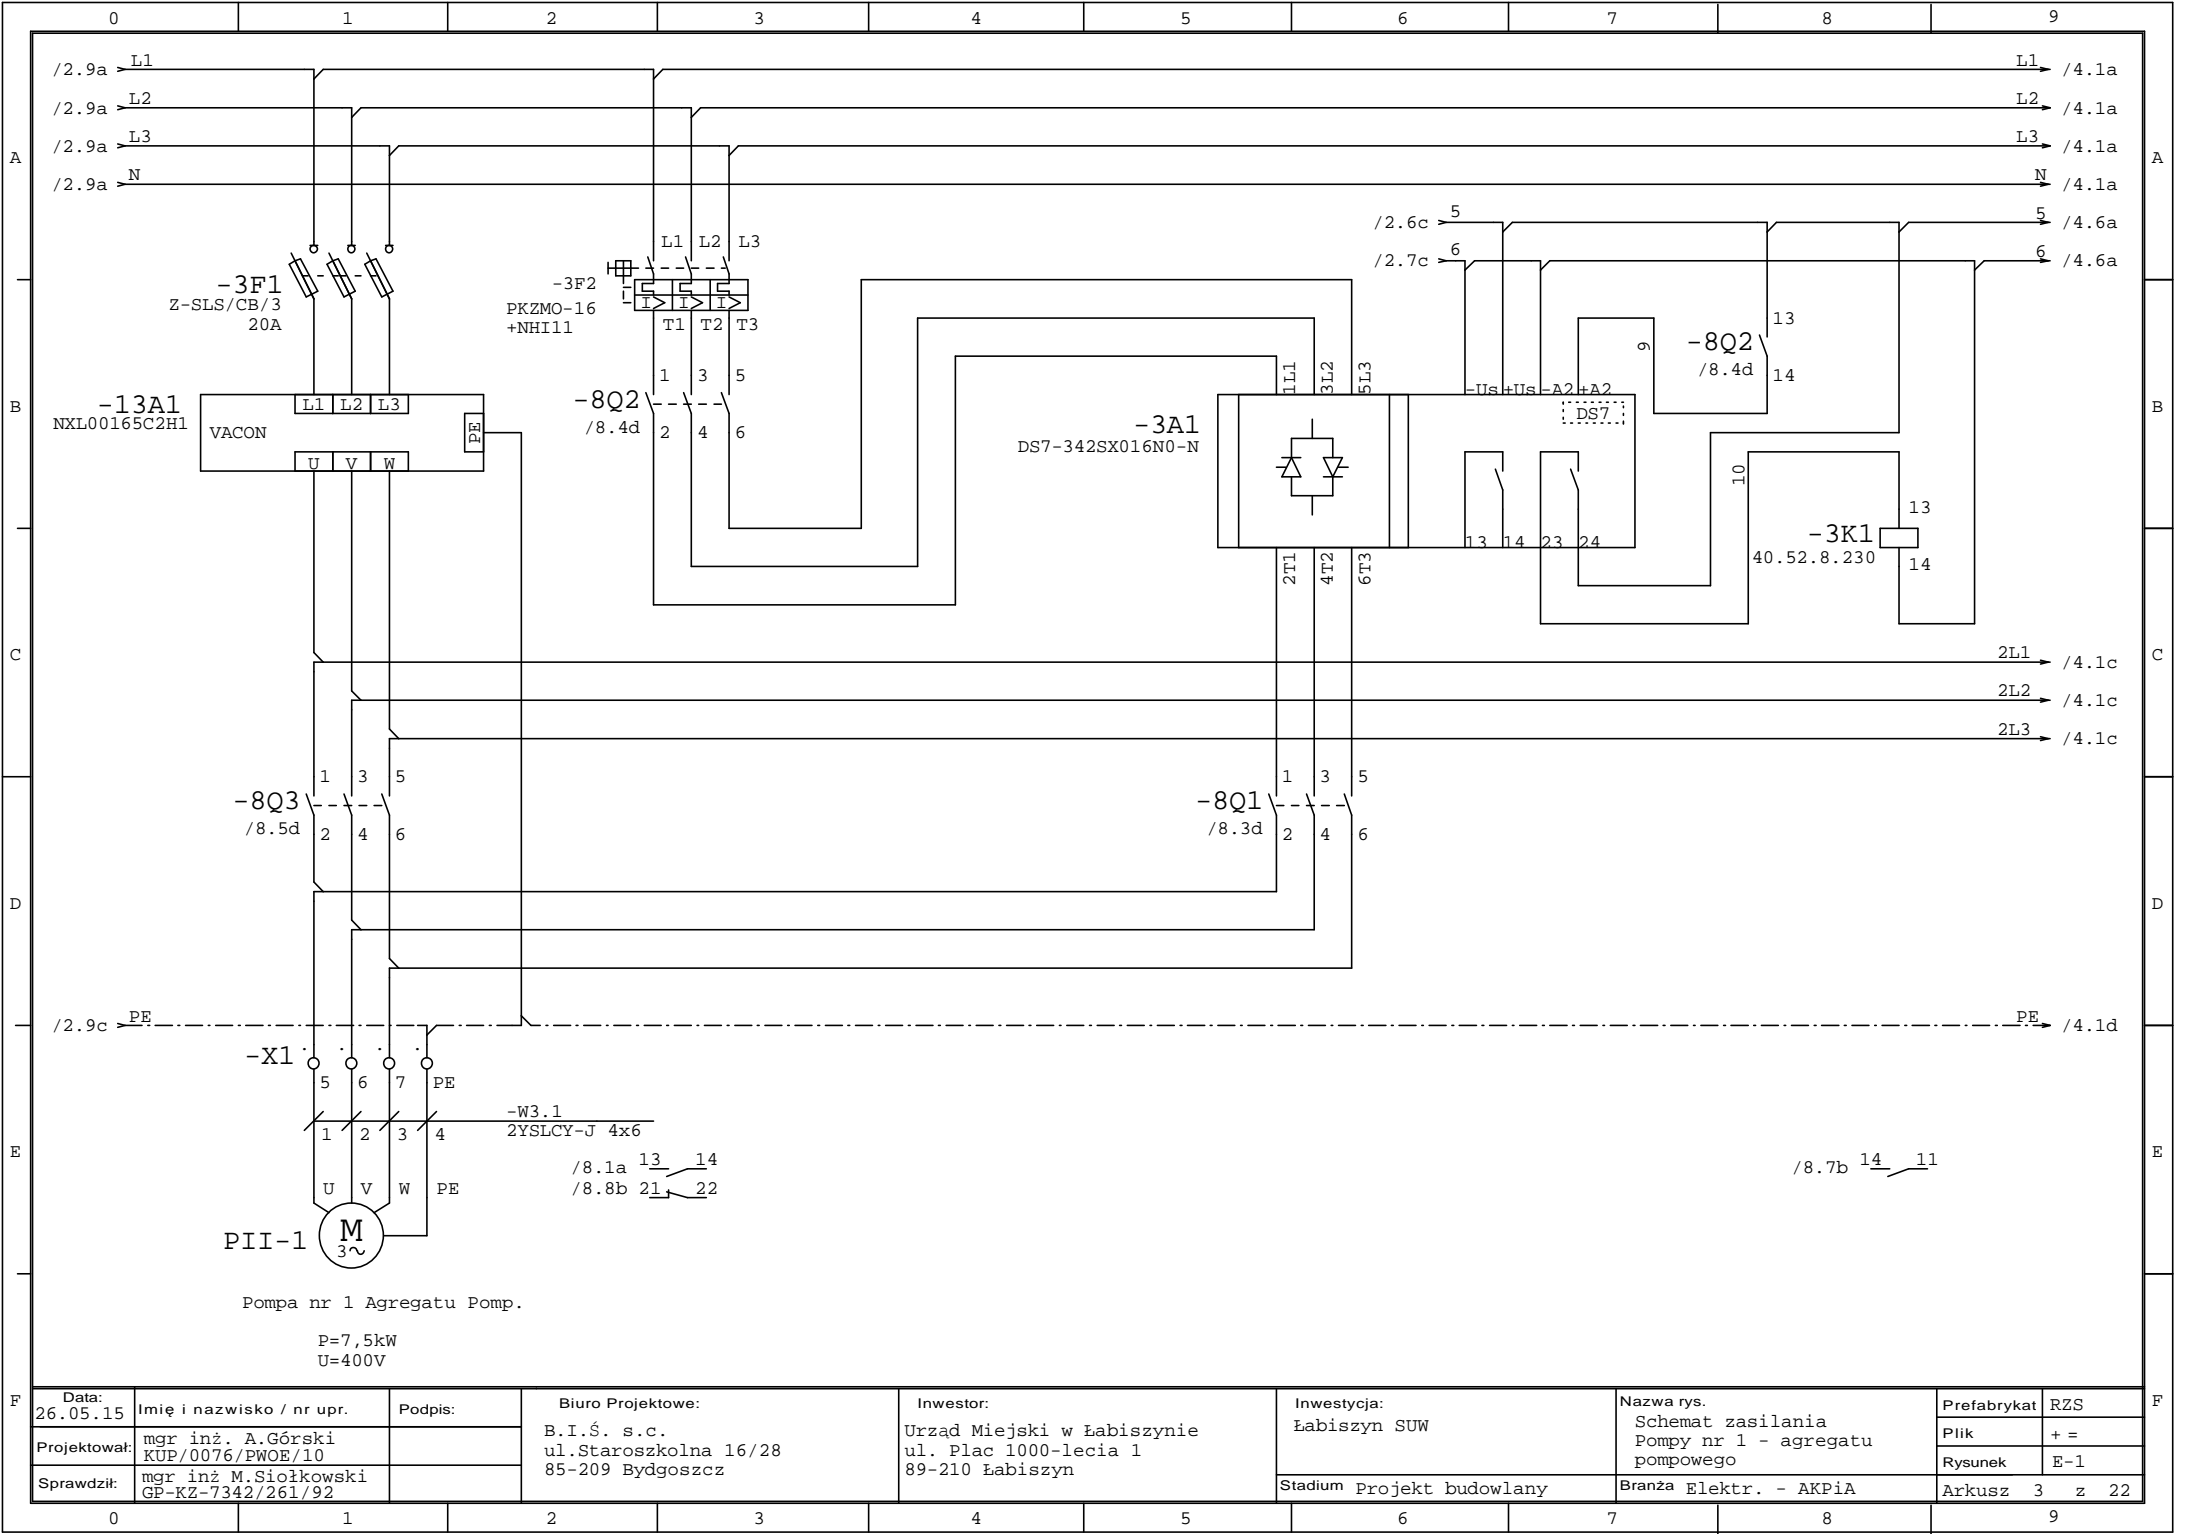 0 1 2 3 4 5 6 7 8 9
/2.9a L1 L1 /4.1a
/2.9a L2 L2 /4.1a
/2.9a L3 L3 /4.1a
A A
/2.9a N N /4.1a
/2.6c 5 5 /4.6a
/2.7c 6 6 /4.6a
L1 L2 L3
-3F1
Z-SLS/CB/3
20A
-3F2
PKZMO-16
+NHI11
I> I> I>
T1 T2 T3
9
13
-8Q2
/8.4d
14
1 3 5
-8Q2
/8.4d
2 4 6
1L1 3L2 5L3
-Us +Us -A2 +A2
DS7
B B
-13A1
NXL00165C2H1
L1 L2 L3
VACON
PE
U V W
-3A1
DS7-342SX016N0-N
10
13
-3K1
40.52.8.230
14
13 14 23 24
2T1 4T2 6T3
C C
2L1 /4.1c
2L2 /4.1c
2L3 /4.1c
1 3 5
-8Q3
/8.5d
2 4 6
1 3 5
-8Q1
/8.3d
2 4 6
D D
/2.9c PE PE /4.1d
-X1
5 6 7 PE
-W3.1
2YSLCY-J 4x6
1 2 3 4
E E
/8.1a 13 14
/8.8b 21 22
/8.7b 14 11
U V W PE
PII-1
M
3~
Pompa nr 1 Agregatu Pomp.
P=7,5kW
U=400V
F F
Data:
26.05.15
Imię i nazwisko / nr upr.
Podpis:
Projektował:
mgr inż. A.Górski
KUP/0076/PWOE/10
Sprawdził:
mgr inż M.Siołkowski
GP-KZ-7342/261/92
Biuro Projektowe:
B.I.Ś. s.c.
ul.Staroszkolna 16/28
85-209 Bydgoszcz
Inwestor:
Urząd Miejski w Łabiszynie
ul. Plac 1000-lecia 1
89-210 Łabiszyn
Inwestycja:
Łabiszyn SUW
Stadium Projekt budowlany
Nazwa rys.
Schemat zasilania
Pompy nr 1 - agregatu
pompowego
Branża Elektr. - AKPiA
Prefabrykat RZS
Plik + =
Rysunek E-1
Arkusz 3 z 22
0 1 2 3 4 5 6 7 8 9